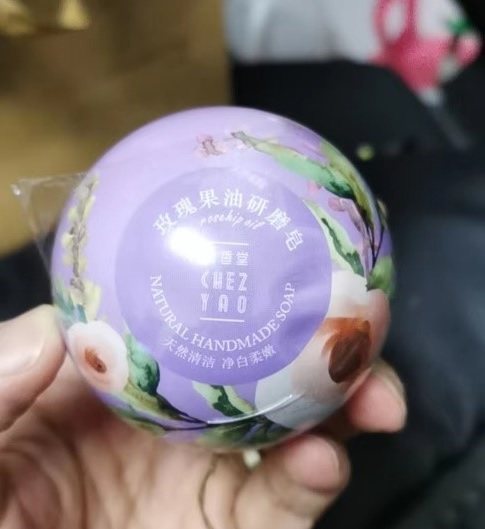 玫瑰果油研磨皂
rosehip oil
CHEZ
YAO
NATURAL HANDMADE SOAP
天然清洁 净白柔嫩